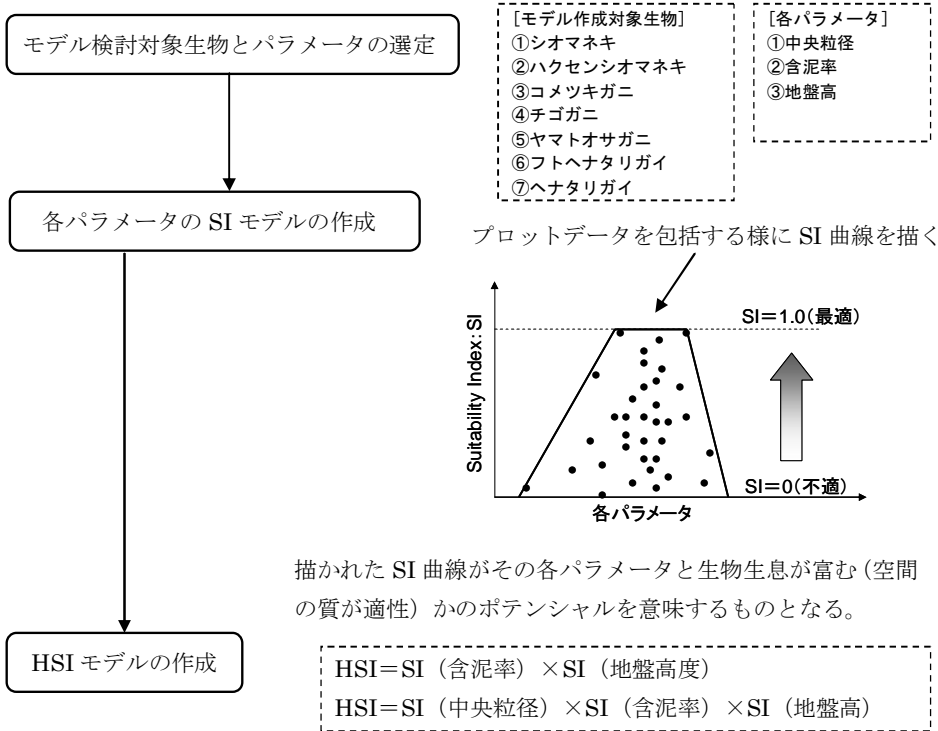 モデル検討対象生物とパラメータの選定
[モデル作成対象生物]
①シオマネキ
②ハクセンシオマネキ
③コメツキガニ
④チゴガニ
⑤ヤマトオサガニ
⑥フトヘナタリガイ
⑦ヘナタリガイ
[各パラメータ]
①中央粒径
②含泥率
③地盤高
各パラメータの SI モデルの作成
プロットデータを包括する様に SI 曲線を描く
Suitability Index: SI
SI=1.0(最適)
SI=0(不適)
各パラメータ
描かれた SI 曲線がその各パラメータと生物生息が富む(空間
の質が適性)かのポテンシャルを意味するものとなる。
HSI モデルの作成
HSI=SI(含泥率)×SI(地盤高度)
HSI=SI(中央粒径)×SI(含泥率)×SI(地盤高)